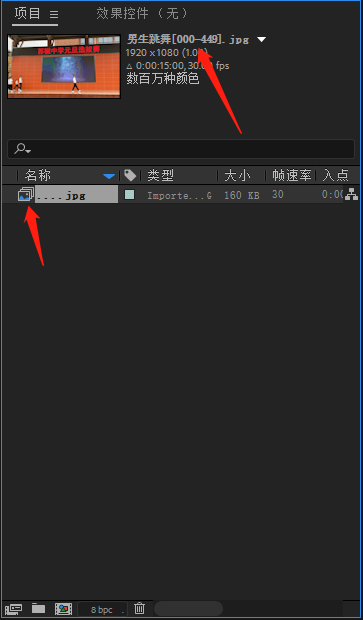 项目
效果控件（无）
男生跳舞[000-449].jpg
1920 x 1080 (1.0
△ 0:00:15:00, 30.0 fps
数百万种颜色
名称 类型 大小 帧速率 入点
....jpg Importe...G 160 KB 30 0:00
8 bpc